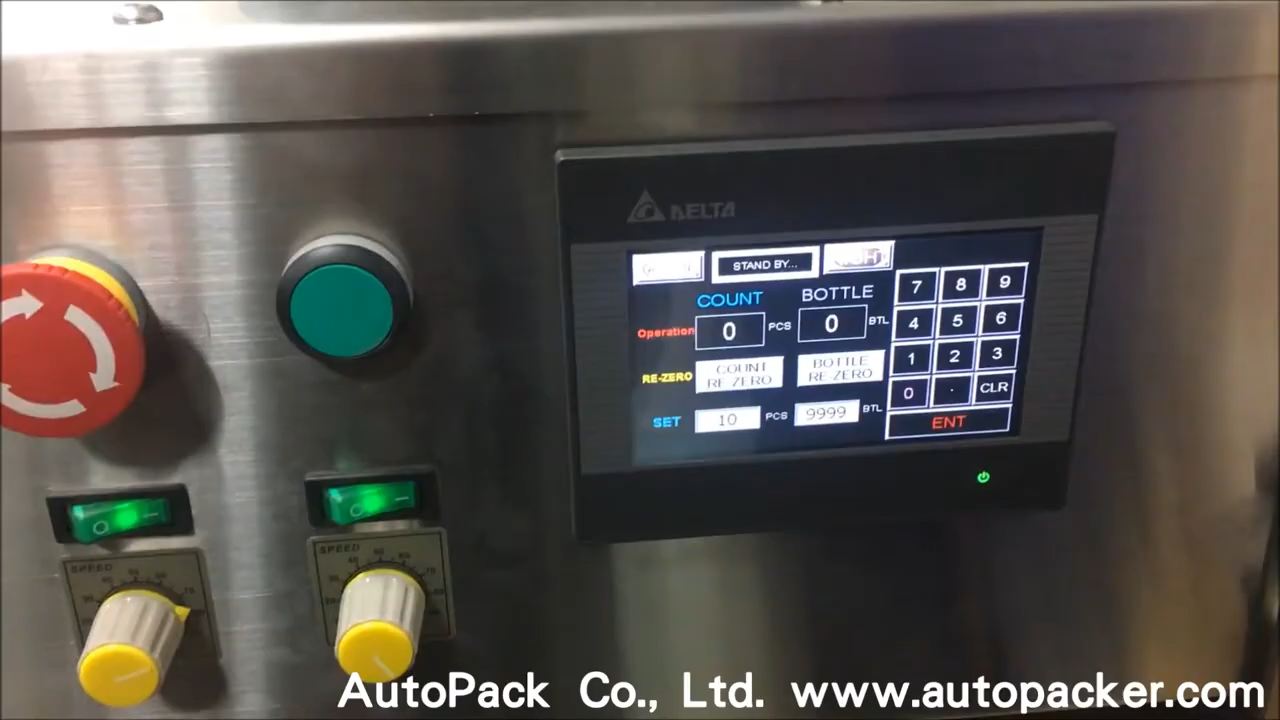 DELTA
STAND BY...
COUNT BOTTLE
Operation 0 PCS 0 BTL
RE-ZERO COUNT RE-ZERO BOTTLE RE-ZERO
SET 10 PCS 9999 BTL
7 8 9
4 5 6
1 2 3
0 . CLR
ENT
SPEED
SPEED
AutoPack Co., Ltd. www.autopacker.com